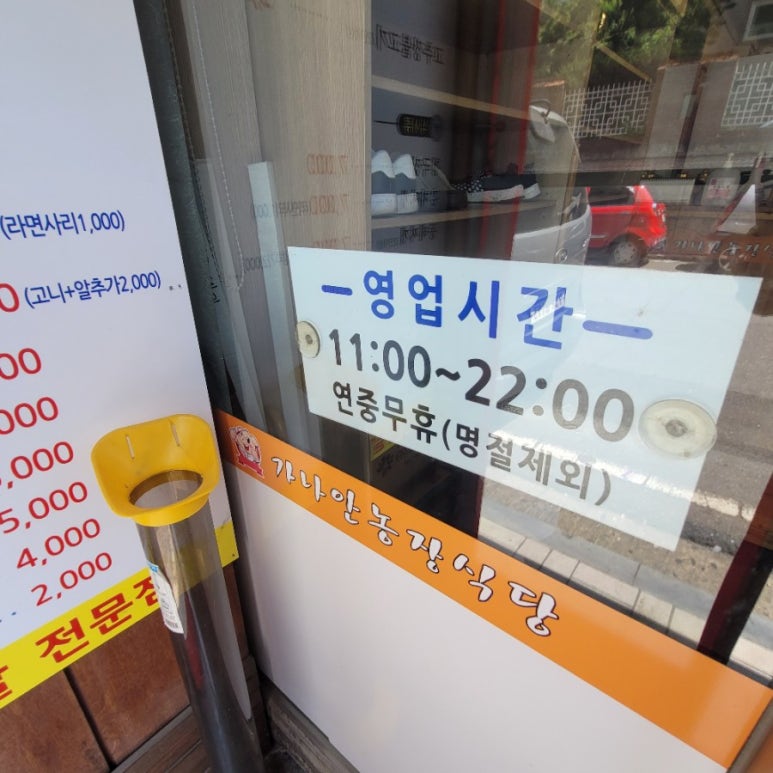 (라면사리1,000)
0 (고니+알추가2,000)
00
000
,000
5,000
4,000
2,000
전문점
-영업시간-
11:00~22:00
연중무휴(명절제외)
가나안농장식당